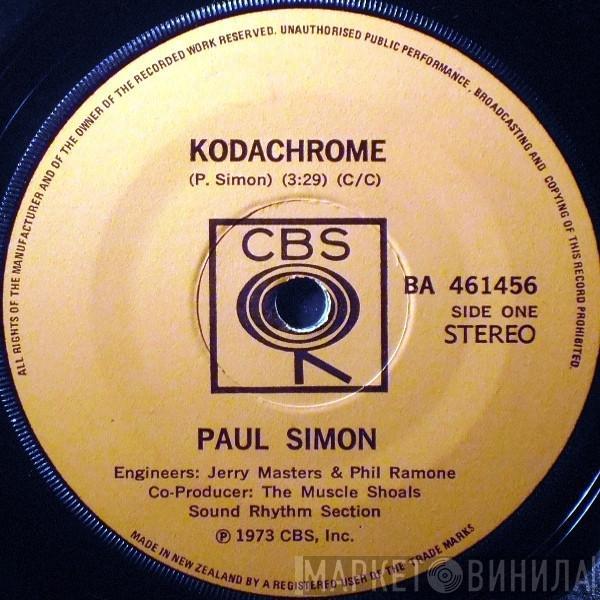 ALL RIGHTS OF THE MANUFACTURER AND OF THE OWNER OF THE RECORDED WORK RESERVED. UNAUTHORISED PUBLIC PERFORMANCE, BROADCASTING AND COPYING OF THIS RECORD PROHIBITED.
KODACHROME
(P. Simon) (3:29) (C/C)
CBS
BA 461456
SIDE ONE
STEREO
PAUL SIMON
Engineers: Jerry Masters & Phil Ramone
Co-Producer: The Muscle Shoals
Sound Rhythm Section
℗ 1973 CBS, Inc.
MADE IN NEW ZEALAND BY A REGISTERED USER OF THE TRADE MARKS
МАРКЕТ ВИНИЛА